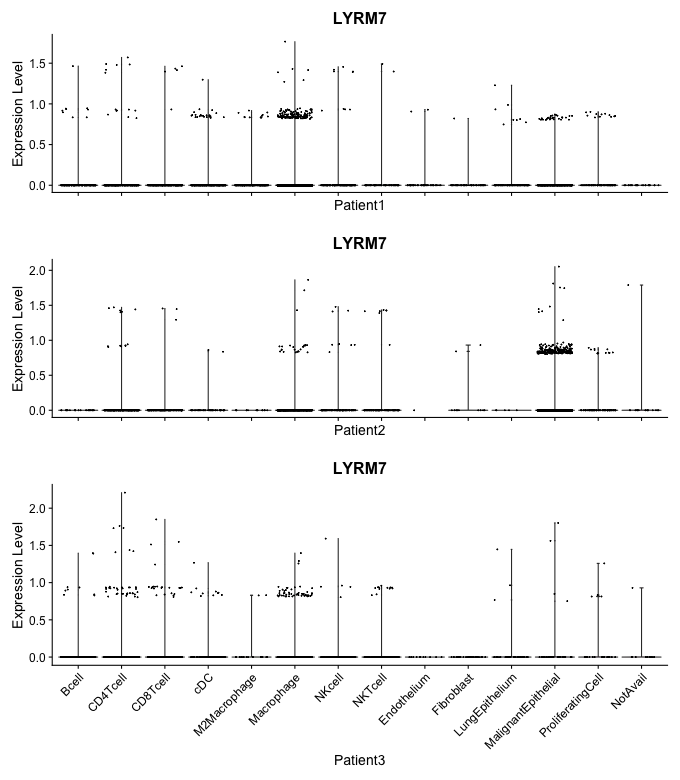 LYRM7
Expression Level
1.5
1.0
0.5
0.0
Patient1
LYRM7
Expression Level
2.0
1.5
1.0
0.5
0.0
Patient2
LYRM7
Expression Level
2.0
1.5
1.0
0.5
0.0
Bcell
CD4Tcell
CD8Tcell
cDC
M2Macrophage
Macrophage
NKcell
NKTcell
Endothelium
Fibroblast
LungEpithelium
MalignantEpithelial
ProliferatingCell
NotAvail
Patient3